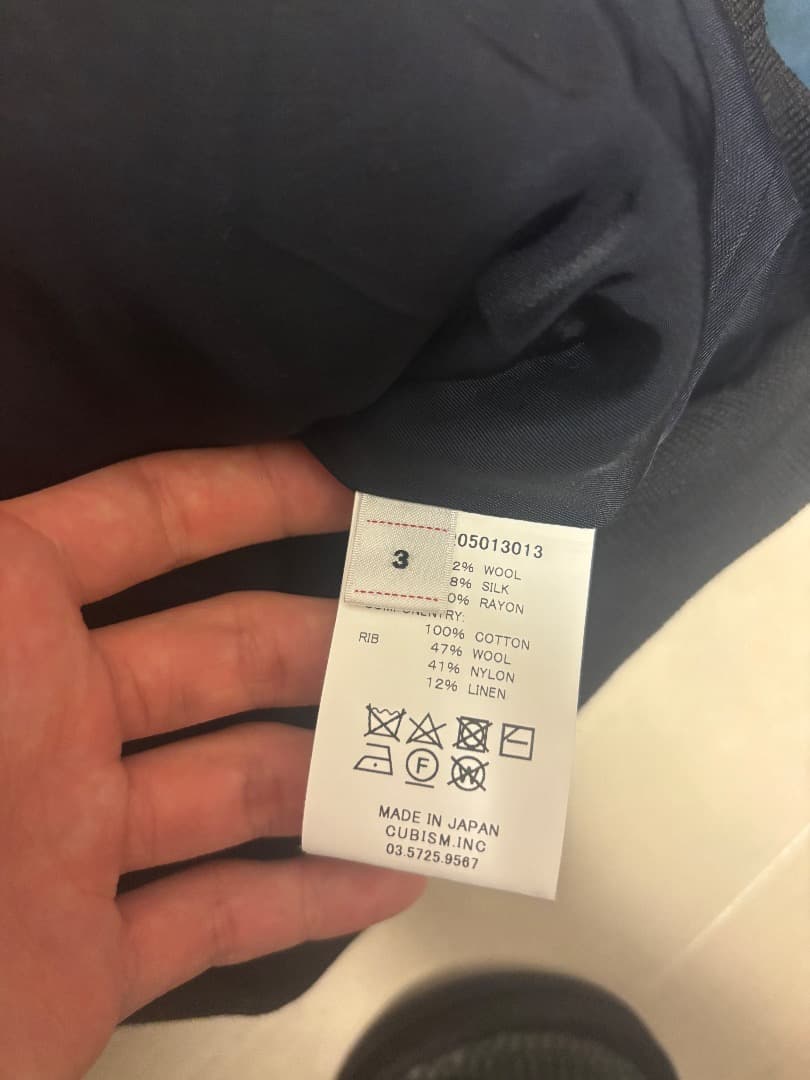 3
05013013
2% WOOL
8% SILK
0% RAYON
RY:
100% COTTON
RIB 47% WOOL
41% NYLON
12% LINEN
F
W
MADE IN JAPAN
CUBISM.INC
03.5725.9567